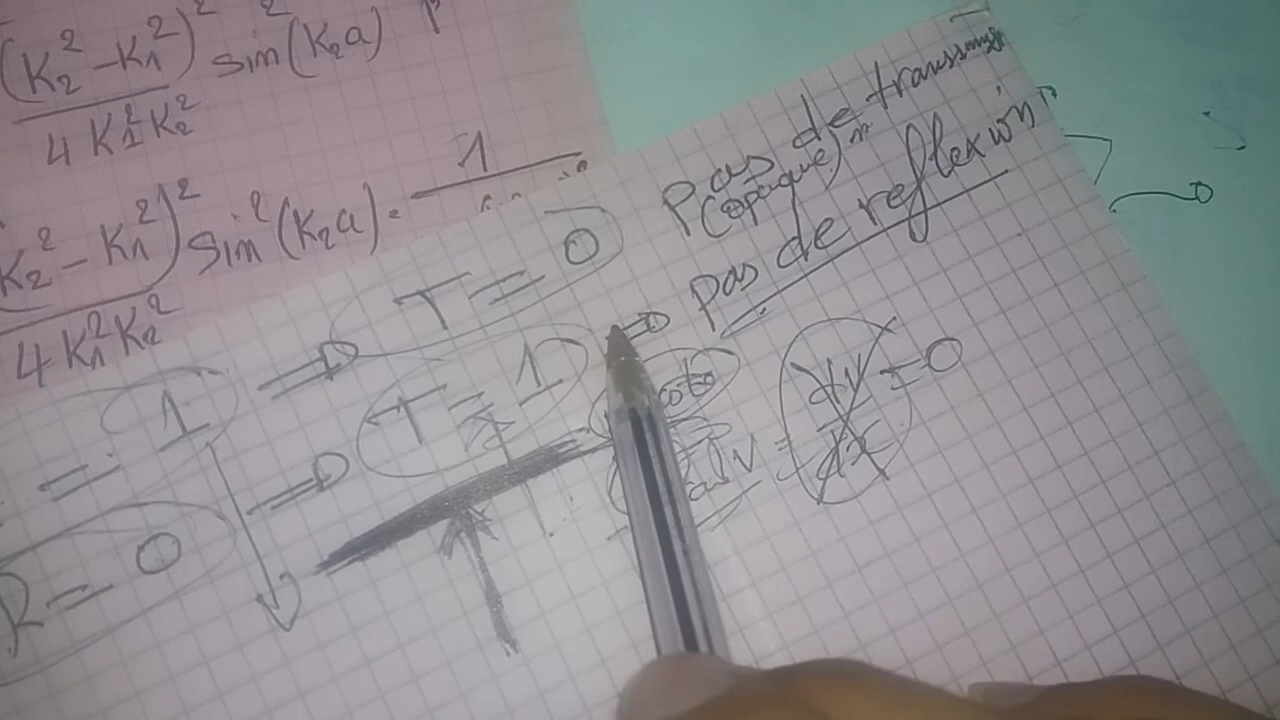 (K₂² – K₁²)² sin²(K₂a)
4 K₁² K₂²
K₂² – K₁²)² sin²(K₂a) · 1
4 K₁² K₂²
= 1 ⇒ T = 0 Pas de
(opaque)
R = 0 ⇒ T = 1 ⇒ pas de reflexion
dV = 0
dx